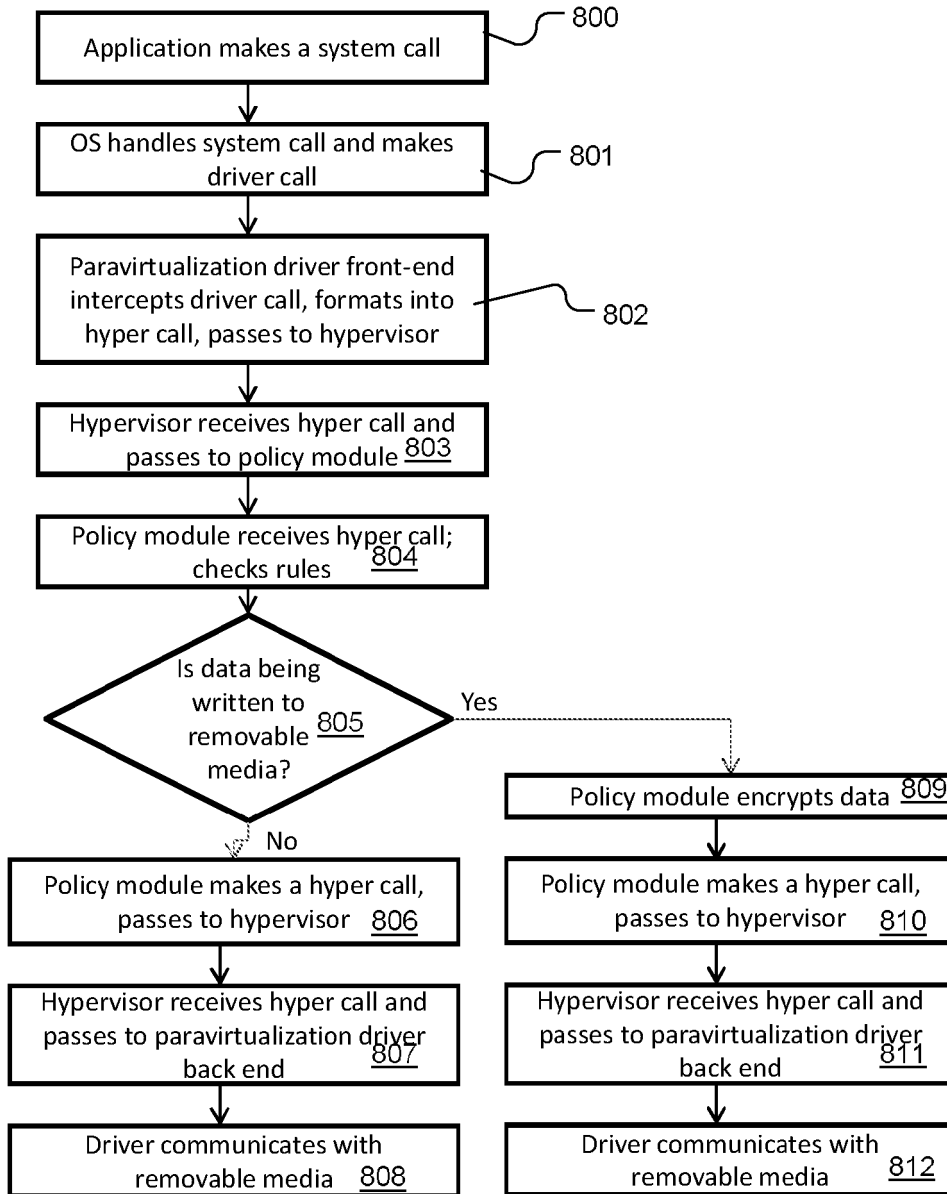 Application makes a system call
800
OS handles system call and makes
driver call
801
Paravirtualization driver front-end
intercepts driver call, formats into
hyper call, passes to hypervisor
802
Hypervisor receives hyper call and
passes to policy module 803
Policy module receives hyper call;
checks rules 804
Is data being
written to
removable
media?
805
Yes
No
Policy module encrypts data 809
Policy module makes a hyper call,
passes to hypervisor 806
Hypervisor receives hyper call and
passes to paravirtualization driver
back end 807
Driver communicates with
removable media 808
Policy module makes a hyper call,
passes to hypervisor 810
Hypervisor receives hyper call and
passes to paravirtualization driver
back end 811
Driver communicates with
removable media 812